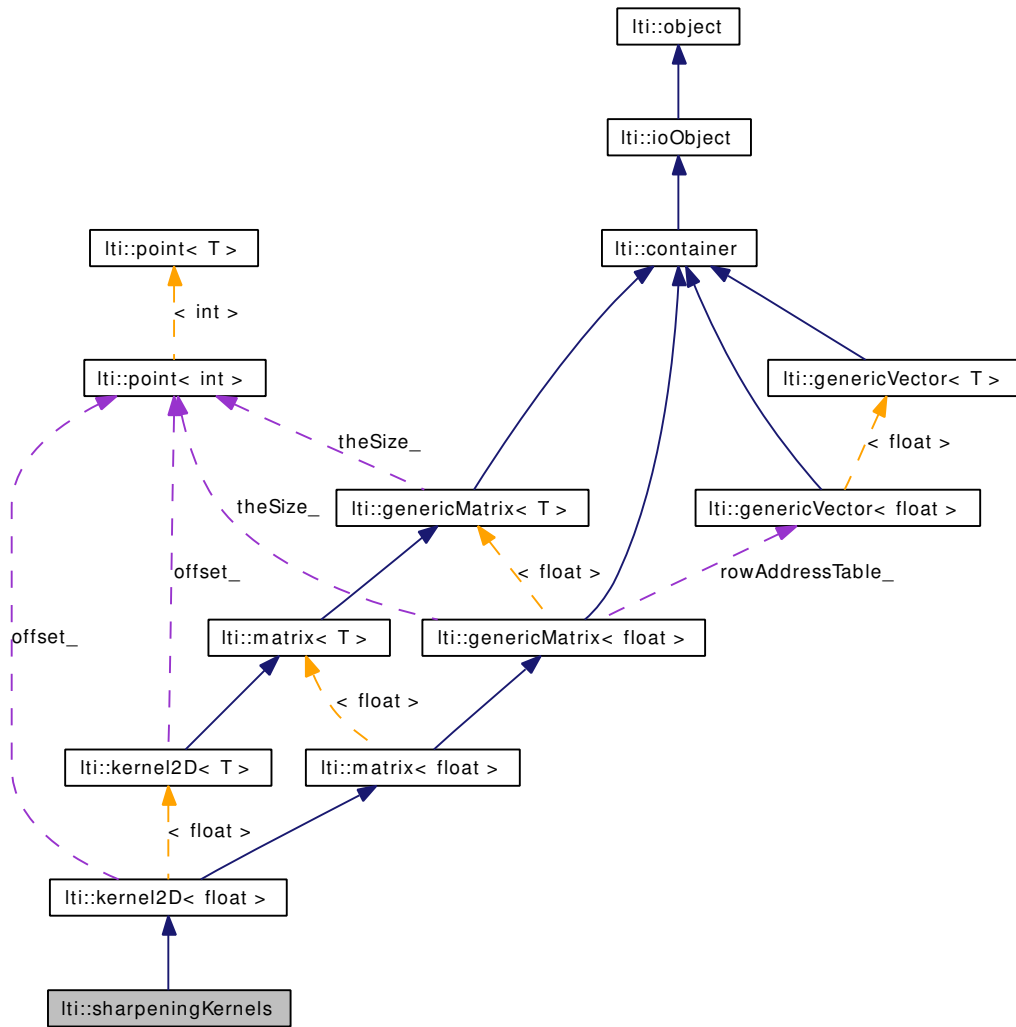 lti::object
lti::ioObject
lti::point< T >
lti::container
< int >
lti::point< int >
lti::genericVector< T >
theSize_
< float >
theSize_
lti::genericMatrix< T >
lti::genericVector< float >
offset_
< float >
rowAddressTable_
offset_
lti::matrix< T >
lti::genericMatrix< float >
< float >
lti::kernel2D< T >
lti::matrix< float >
< float >
lti::kernel2D< float >
lti::sharpeningKernels